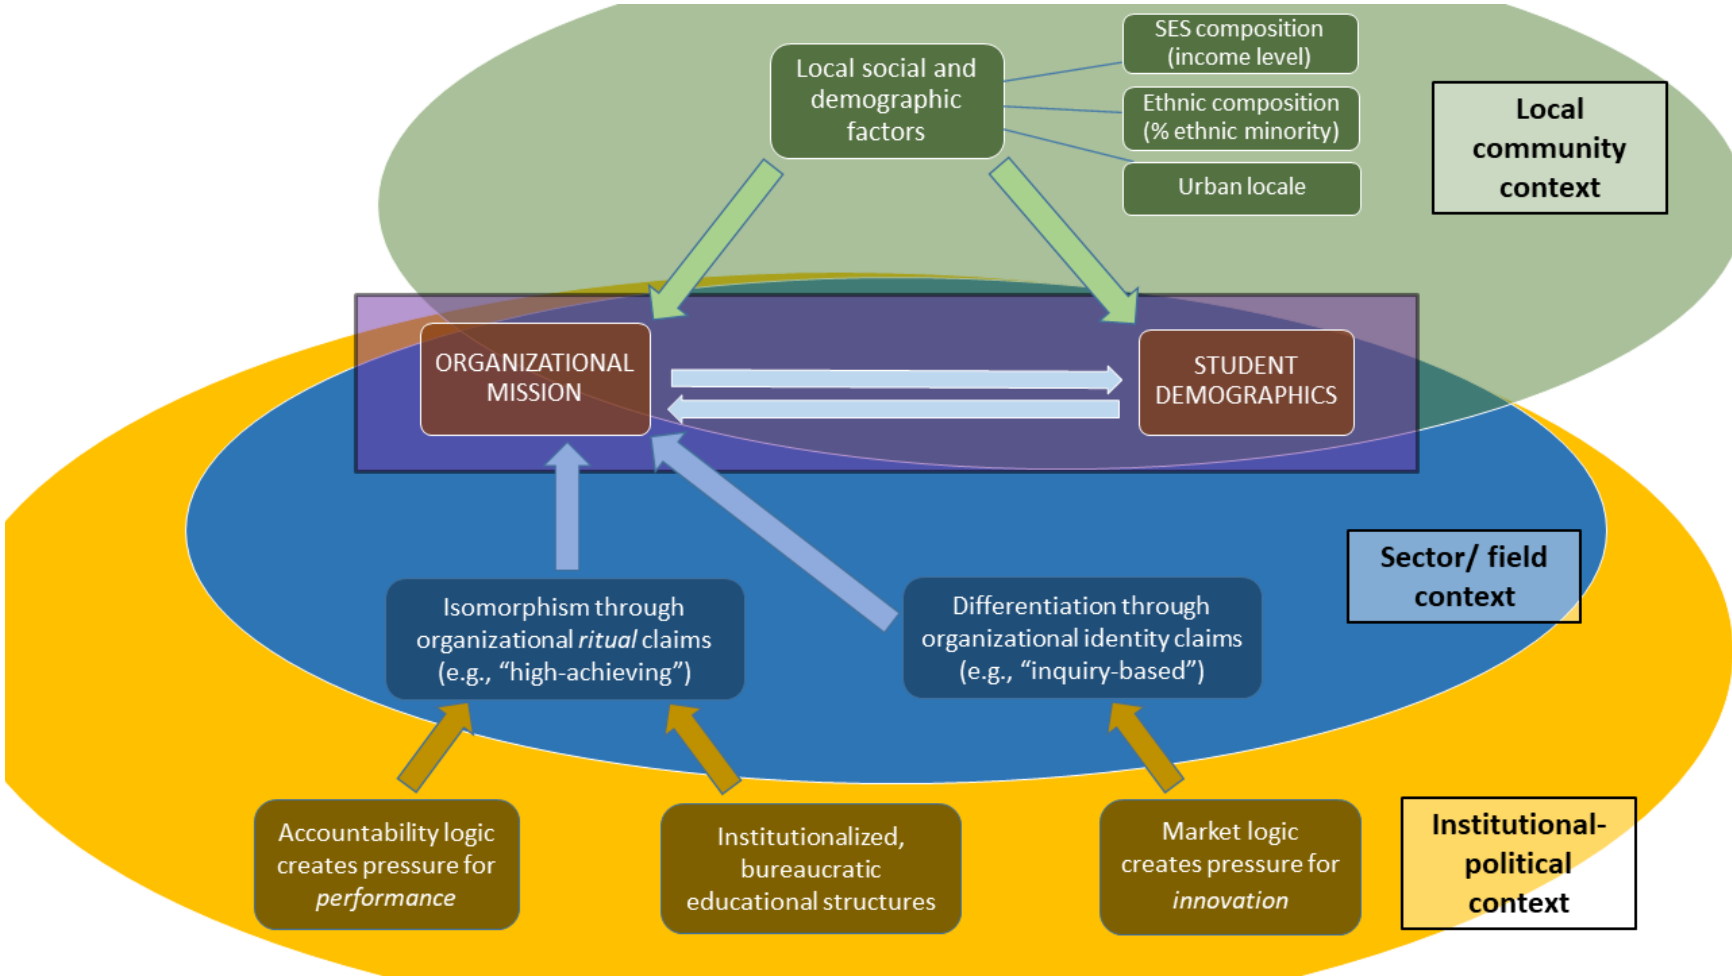 Local social and
demographic
factors
SES composition
(income level)
Ethnic composition
(% ethnic minority)
Urban locale
Local
community
context
ORGANIZATIONAL
MISSION
STUDENT
DEMOGRAPHICS
Sector/ field
context
Isomorphism through
organizational ritual claims
(e.g., “high-achieving”)
Differentiation through
organizational identity claims
(e.g., “inquiry-based”)
Accountability logic
creates pressure for
performance
Institutionalized,
bureaucratic
educational structures
Market logic
creates pressure for
innovation
Institutional-
political
context